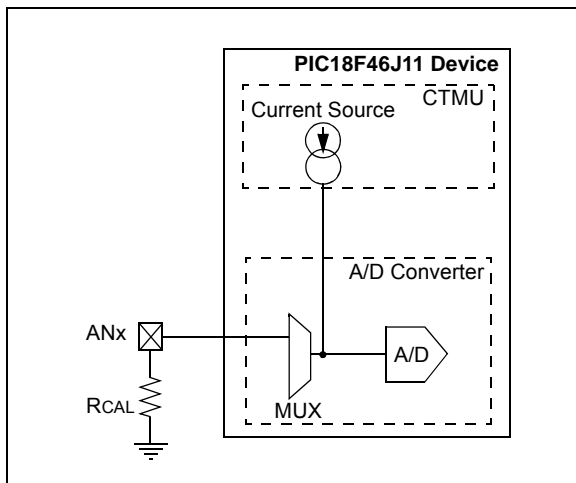 PIC18F46J11 Device
CTMU
Current Source
A/D Converter
ANx
A/D
RCAL
MUX